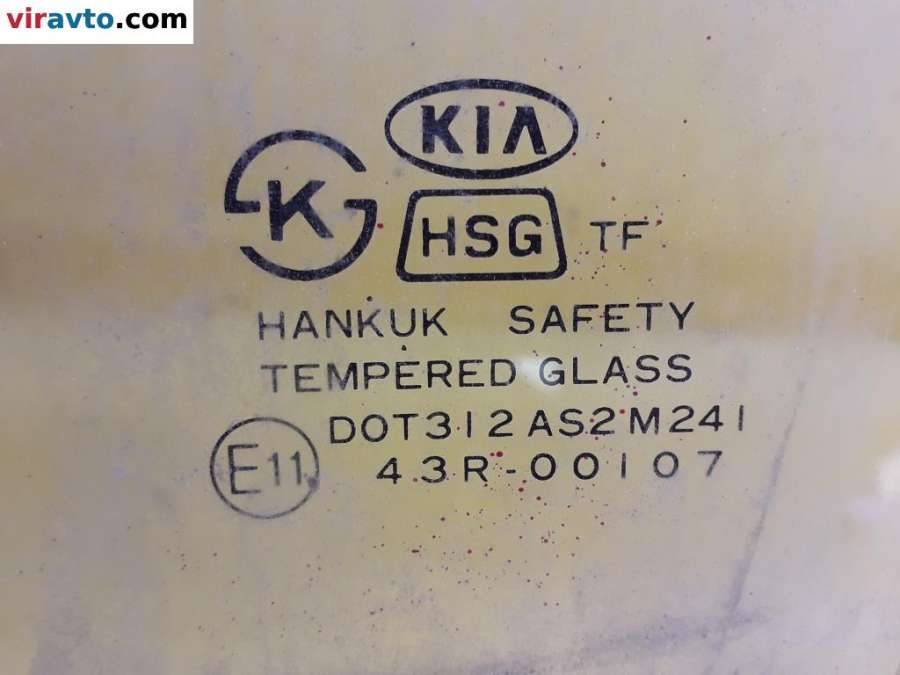 viravto.com
KIA
K
HSG TF
HANKUK SAFETY
TEMPERED GLASS
DOT312 AS2 M241
E11 43R-00107